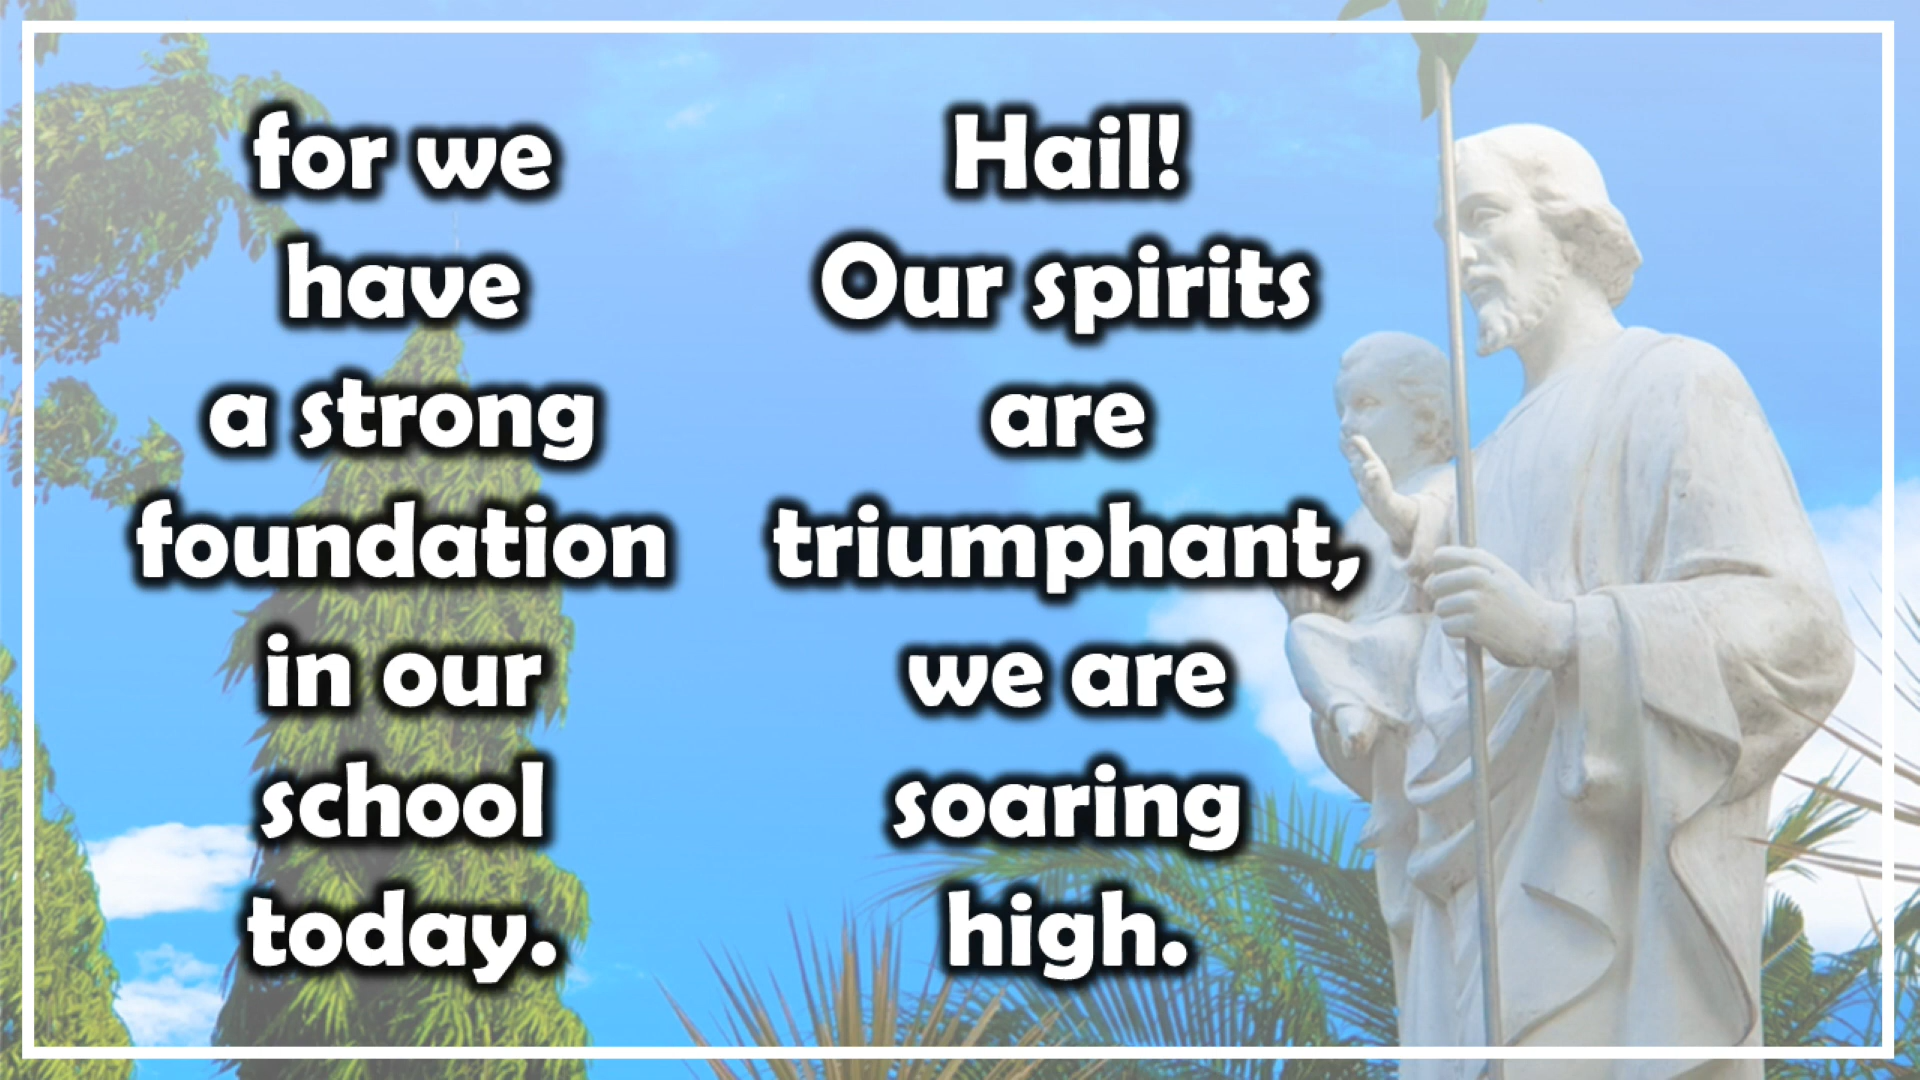 for we
have
a strong
foundation
in our
school
today.
Hail!
Our spirits
are
triumphant,
we are
soaring
high.